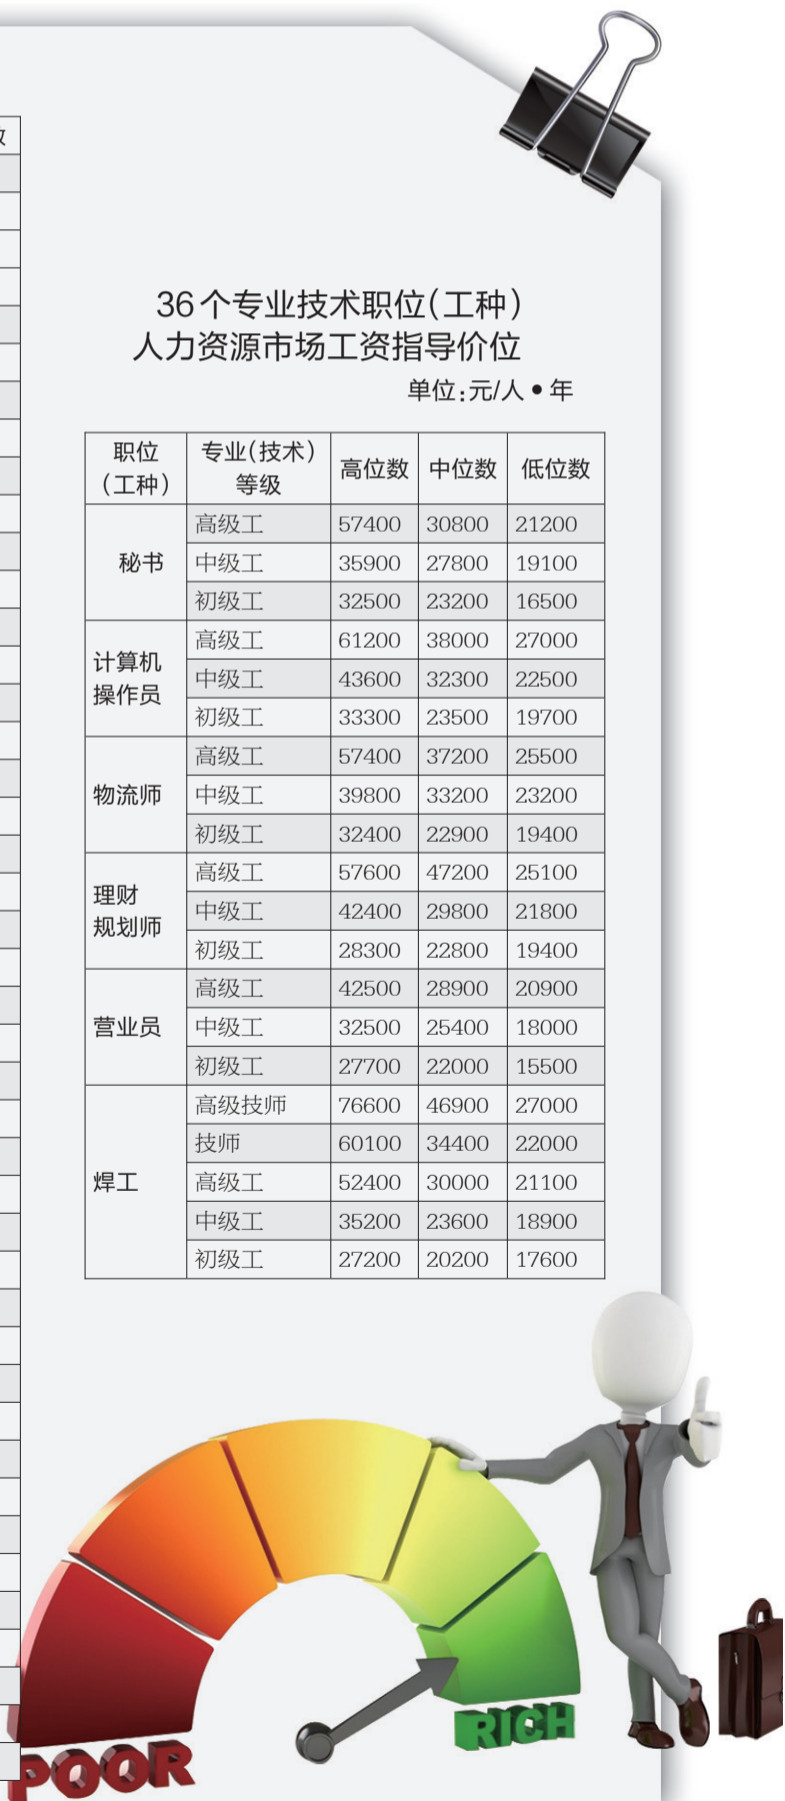 数
36个专业技术职位(工种)
人力资源市场工资指导价位
单位:元/人●年
职位(工种) 专业(技术)等级 高位数 中位数 低位数
秘书 高级工 57400 30800 21200
中级工 35900 27800 19100
初级工 32500 23200 16500
计算机操作员 高级工 61200 38000 27000
中级工 43600 32300 22500
初级工 33300 23500 19700
物流师 高级工 57400 37200 25500
中级工 39800 33200 23200
初级工 32400 22900 19400
理财规划师 高级工 57600 47200 25100
中级工 42400 29800 21800
初级工 28300 22800 19400
营业员 高级工 42500 28900 20900
中级工 32500 25400 18000
初级工 27700 22000 15500
焊工 高级技师 76600 46900 27000
技师 60100 34400 22000
高级工 52400 30000 21100
中级工 35200 23600 18900
初级工 27200 20200 17600
POOR
RICH